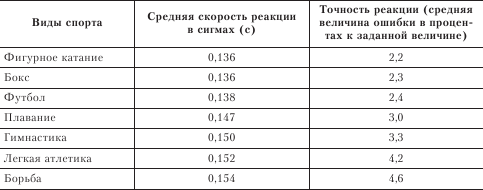 Виды спорта
Средняя скорость реакции
в сигмах (с)
Точность реакции (средняя
величина ошибки в процен-
тах к заданной величине)
Фигурное катание 0,136 2,2
Бокс 0,136 2,3
Футбол 0,138 2,4
Плавание 0,147 3,0
Гимнастика 0,150 3,3
Легкая атлетика 0,152 4,2
Борьба 0,154 4,6